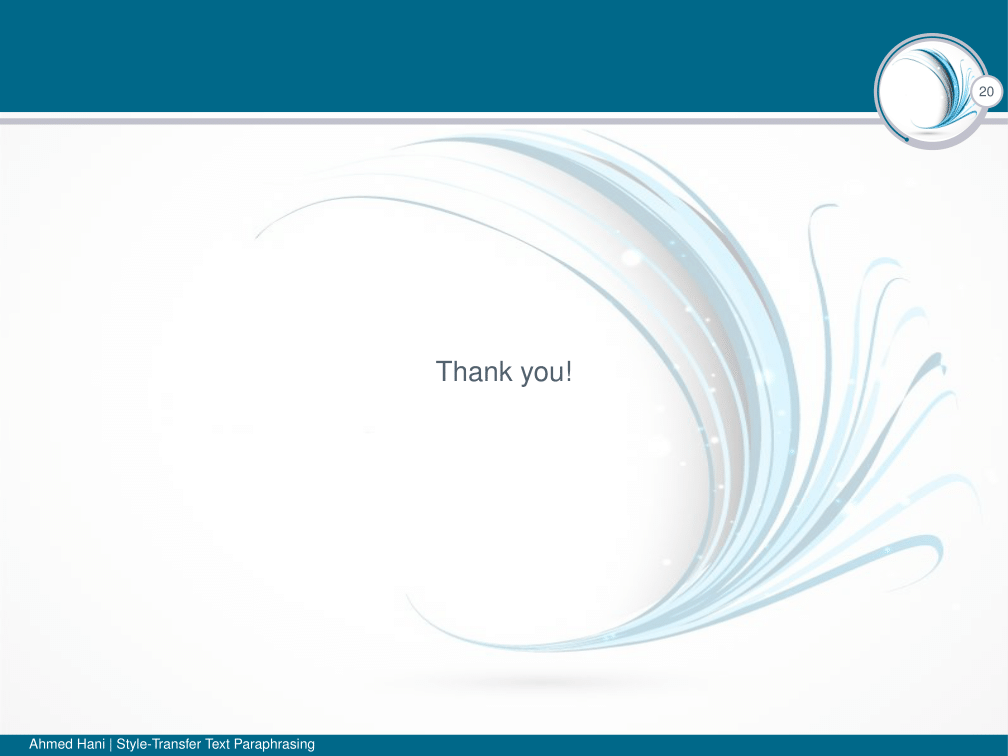 20
Thank you!
Ahmed Hani | Style-Transfer Text Paraphrasing